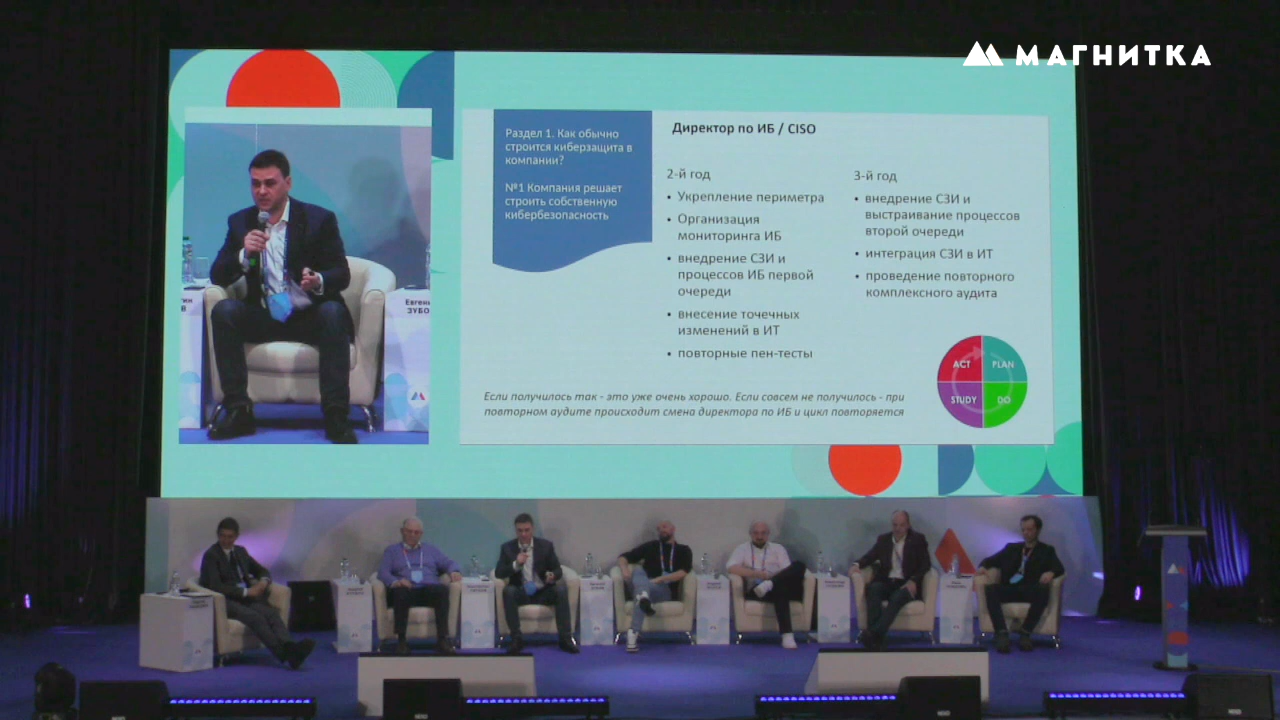 МАГНИТКА
Раздел 1. Как обычно
строится киберзащита в
компании?
№1 Компания решает
строить собственную
кибербезопасность
Директор по ИБ / CISO
2-й год
• Укрепление периметра
• Организация
мониторинга ИБ
• внедрение СЗИ и
процессов ИБ первой
очереди
• внесение точечных
изменений в ИТ
• повторные пен-тесты
3-й год
• внедрение СЗИ и
выстраивание процессов
второй очереди
• интеграция СЗИ в ИТ
• проведение повторного
комплексного аудита
ACT PLAN
STUDY DO
Если получилось так - это уже очень хорошо. Если совсем не получилось - при
повторном аудите происходит смена директора по ИБ и цикл повторяется